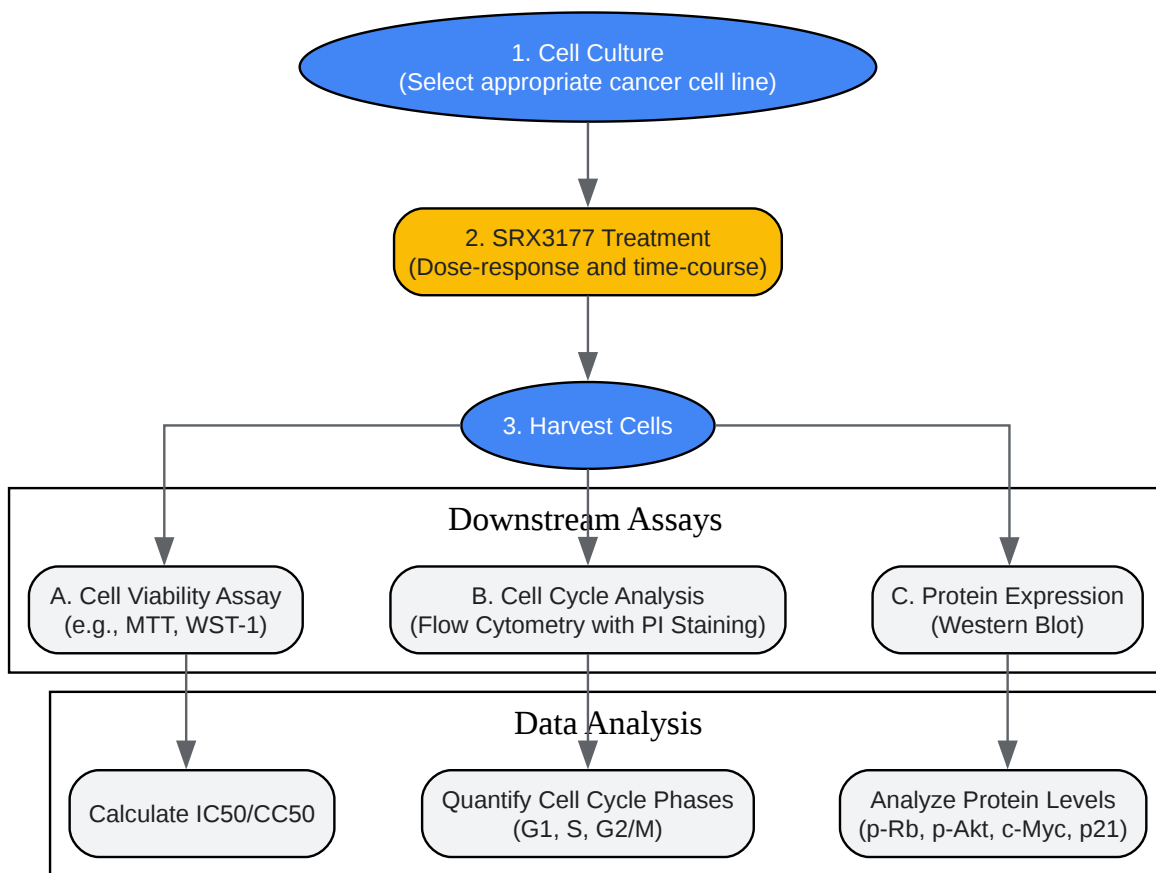 1. Cell Culture
(Select appropriate cancer cell line)
2. SRX3177 Treatment
(Dose-response and time-course)
3. Harvest Cells
Downstream Assays
A. Cell Viability Assay
(e.g., MTT, WST-1)
B. Cell Cycle Analysis
(Flow Cytometry with PI Staining)
C. Protein Expression
(Western Blot)
Data Analysis
Calculate IC50/CC50
Quantify Cell Cycle Phases
(G1, S, G2/M)
Analyze Protein Levels
(p-Rb, p-Akt, c-Myc, p21)